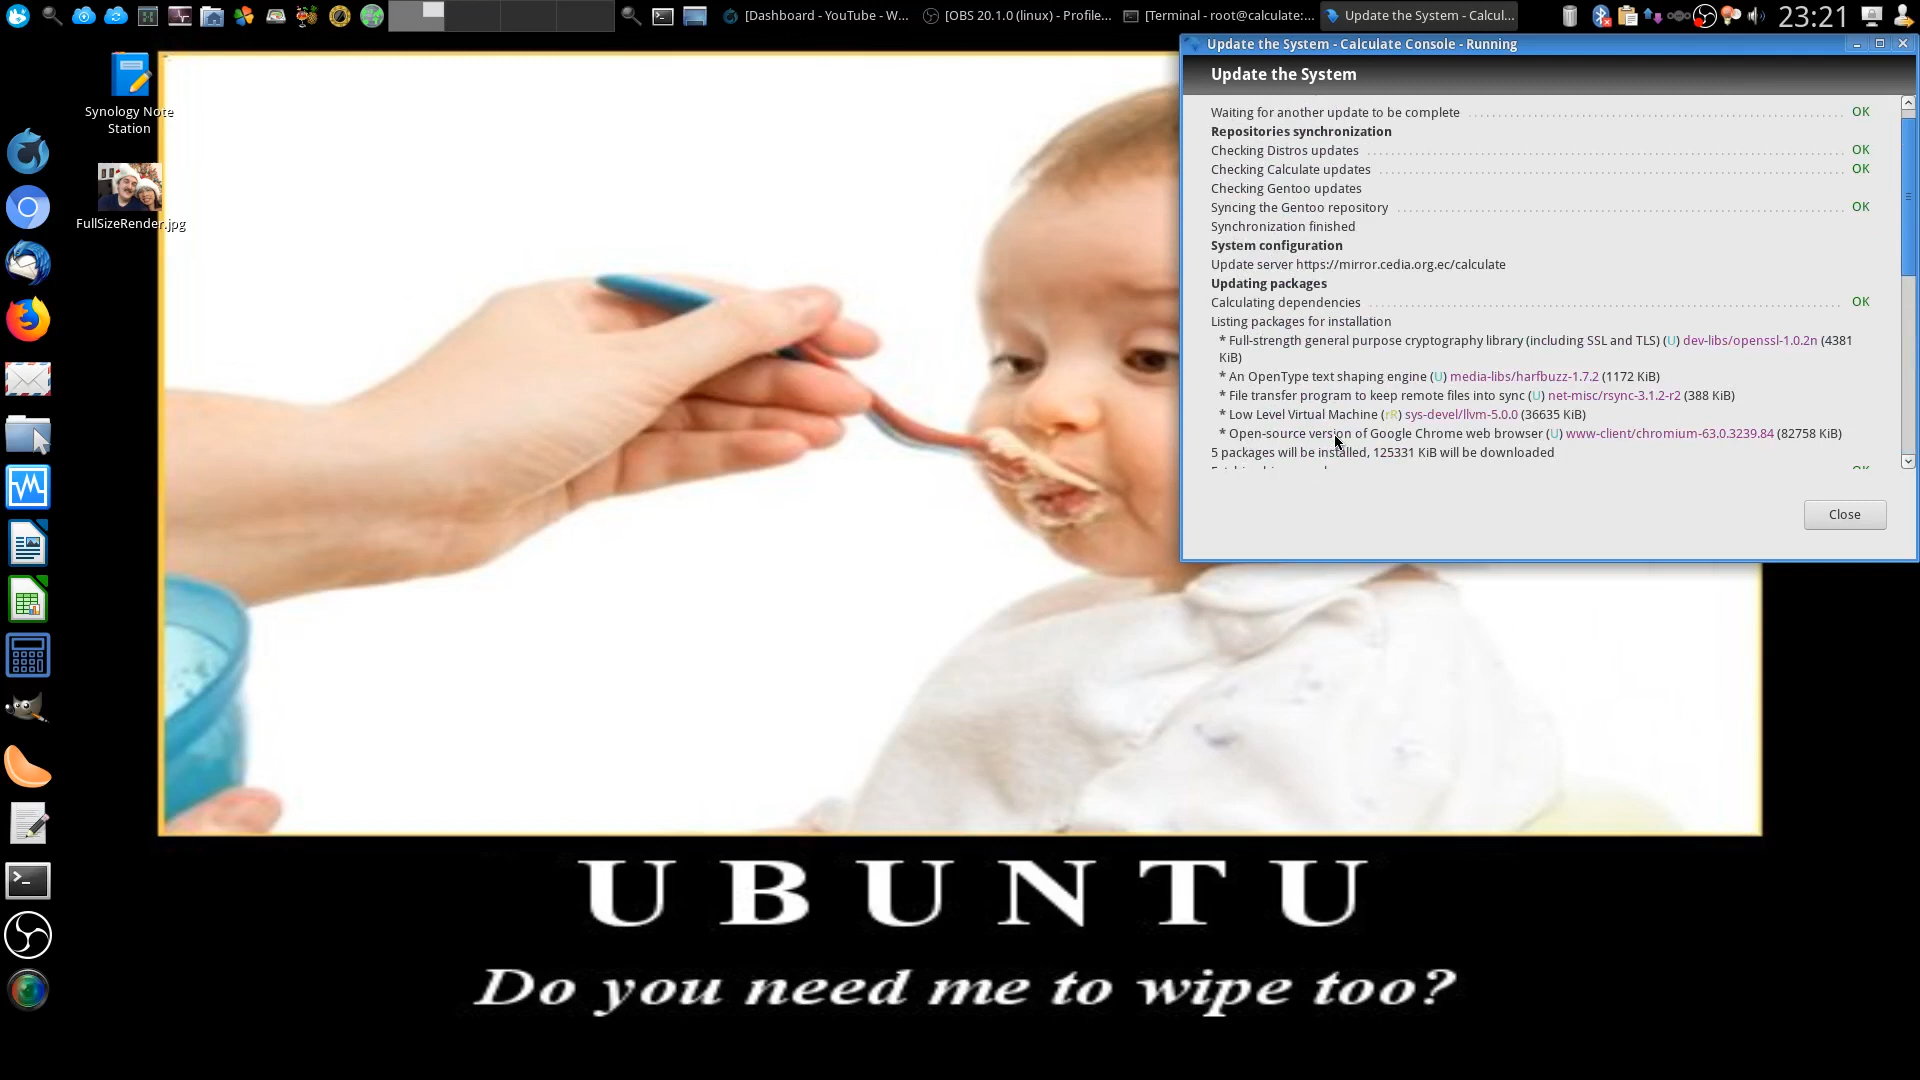 [Dashboard - YouTube - W...
[OBS 20.1.0 (linux) - Profile...
[Terminal - root@calculate:...
Update the System - Calcul...
23:21
Synology Note
Station
FullSizeRender.jpg
Update the System - Calculate Console - Running
Update the System
Waiting for another update to be complete OK
Repositories synchronization
Checking Distros updates OK
Checking Calculate updates OK
Checking Gentoo updates
Syncing the Gentoo repository OK
Synchronization finished
System configuration
Update server https://mirror.cedia.org.ec/calculate
Updating packages
Calculating dependencies OK
Listing packages for installation
* Full-strength general purpose cryptography library (including SSL and TLS) (U) dev-libs/openssl-1.0.2n (4381
KiB)
* An OpenType text shaping engine (U) media-libs/harfbuzz-1.7.2 (1172 KiB)
* File transfer program to keep remote files into sync (U) net-misc/rsync-3.1.2-r2 (388 KiB)
* Low Level Virtual Machine (rR) sys-devel/llvm-5.0.0 (36635 KiB)
* Open-source version of Google Chrome web browser (U) www-client/chromium-63.0.3239.84 (82758 KiB)
5 packages will be installed, 125331 KiB will be downloaded
Close
UBUNTU
Do you need me to wipe too?